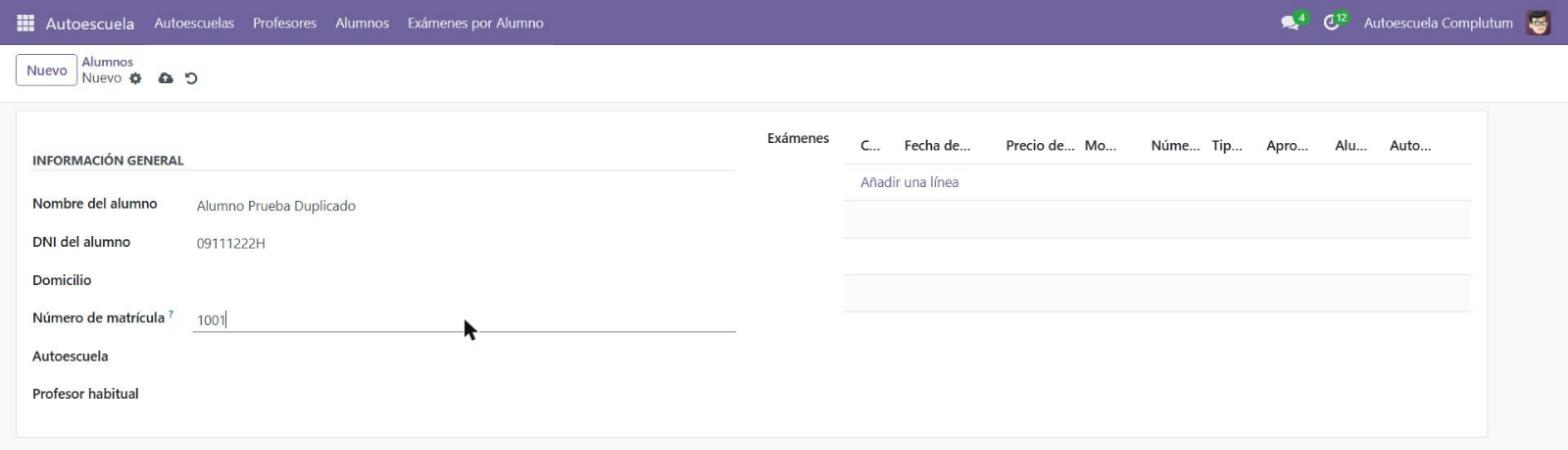 Autoescuela Autoescuelas Profesores Alumnos Exámenes por Alumno 4 12 Autoescuela Complutum
Nuevo Alumnos
Nuevo
INFORMACIÓN GENERAL
Nombre del alumno Alumno Prueba Duplicado
DNI del alumno 09111222H
Domicilio
Número de matrícula ? 1001
Autoescuela
Profesor habitual
Exámenes C... Fecha de... Precio de... Mo... Núme... Tip... Apro... Alu... Auto...
Añadir una línea